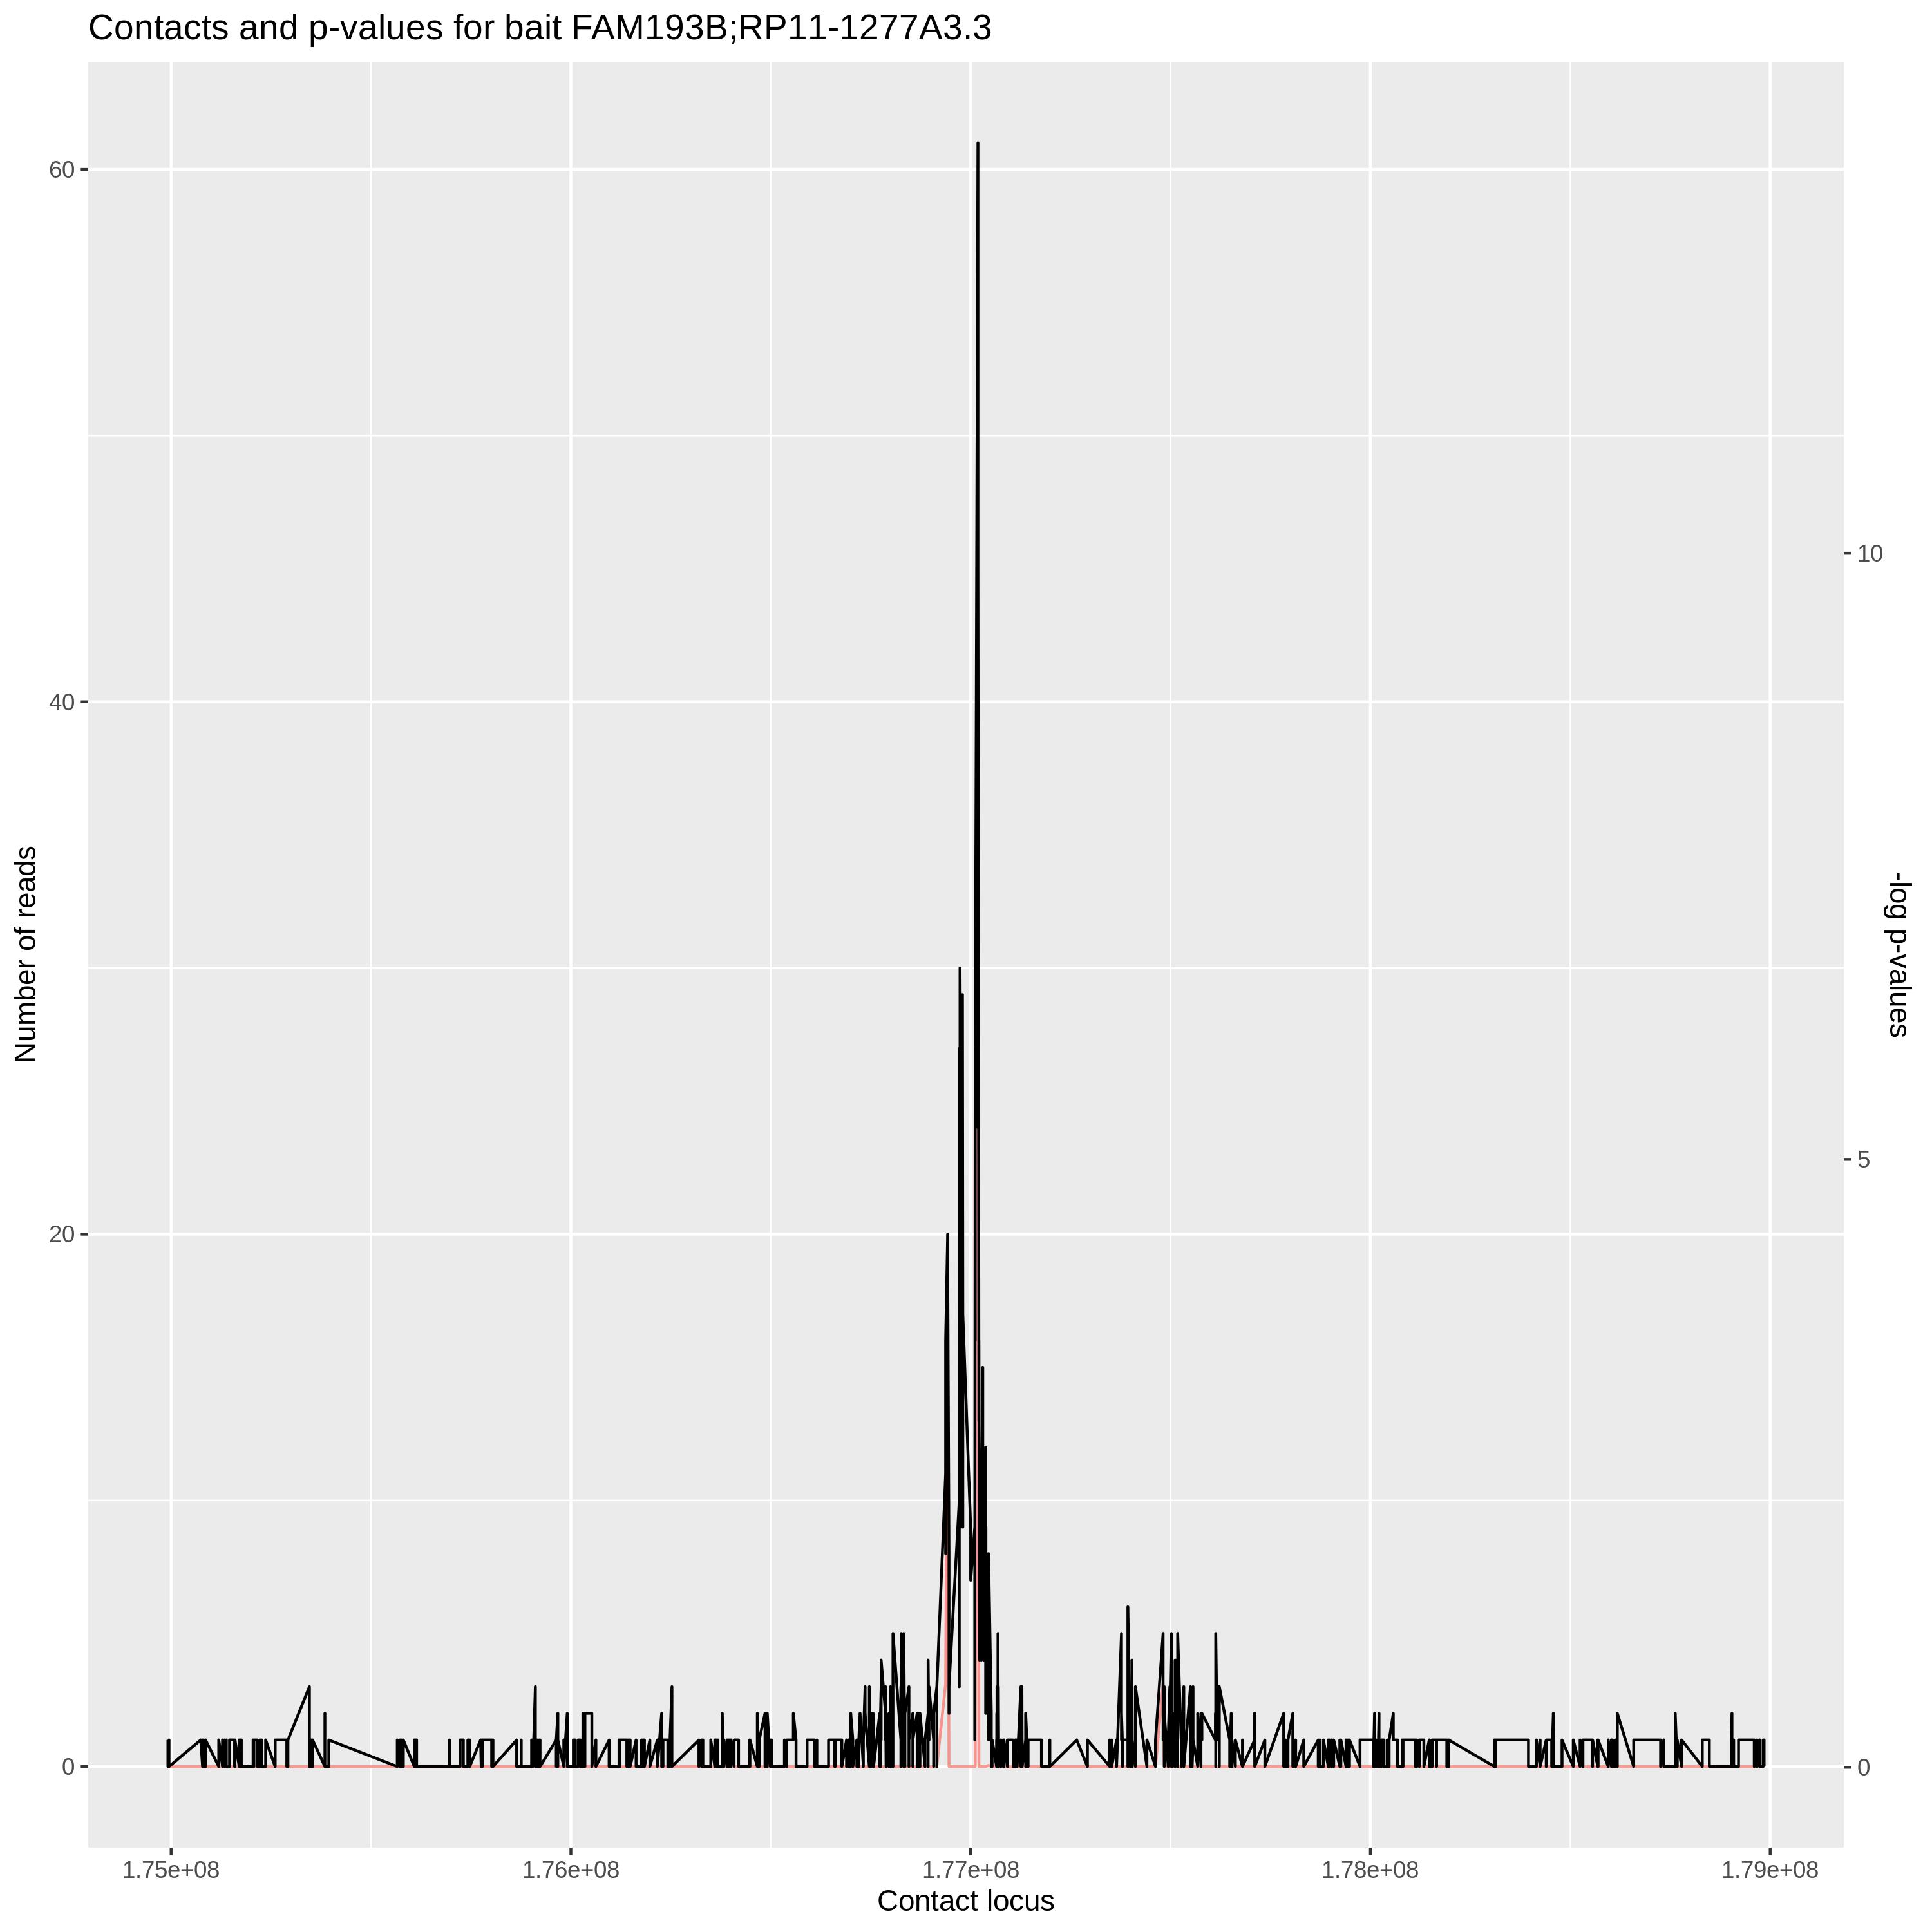 Contacts and p-values for bait FAM193B;RP11-1277A3.3
60
40
20
0
Number of reads
10
5
0
-log p-values
1.75e+08 1.76e+08 1.77e+08 1.78e+08 1.79e+08
Contact locus